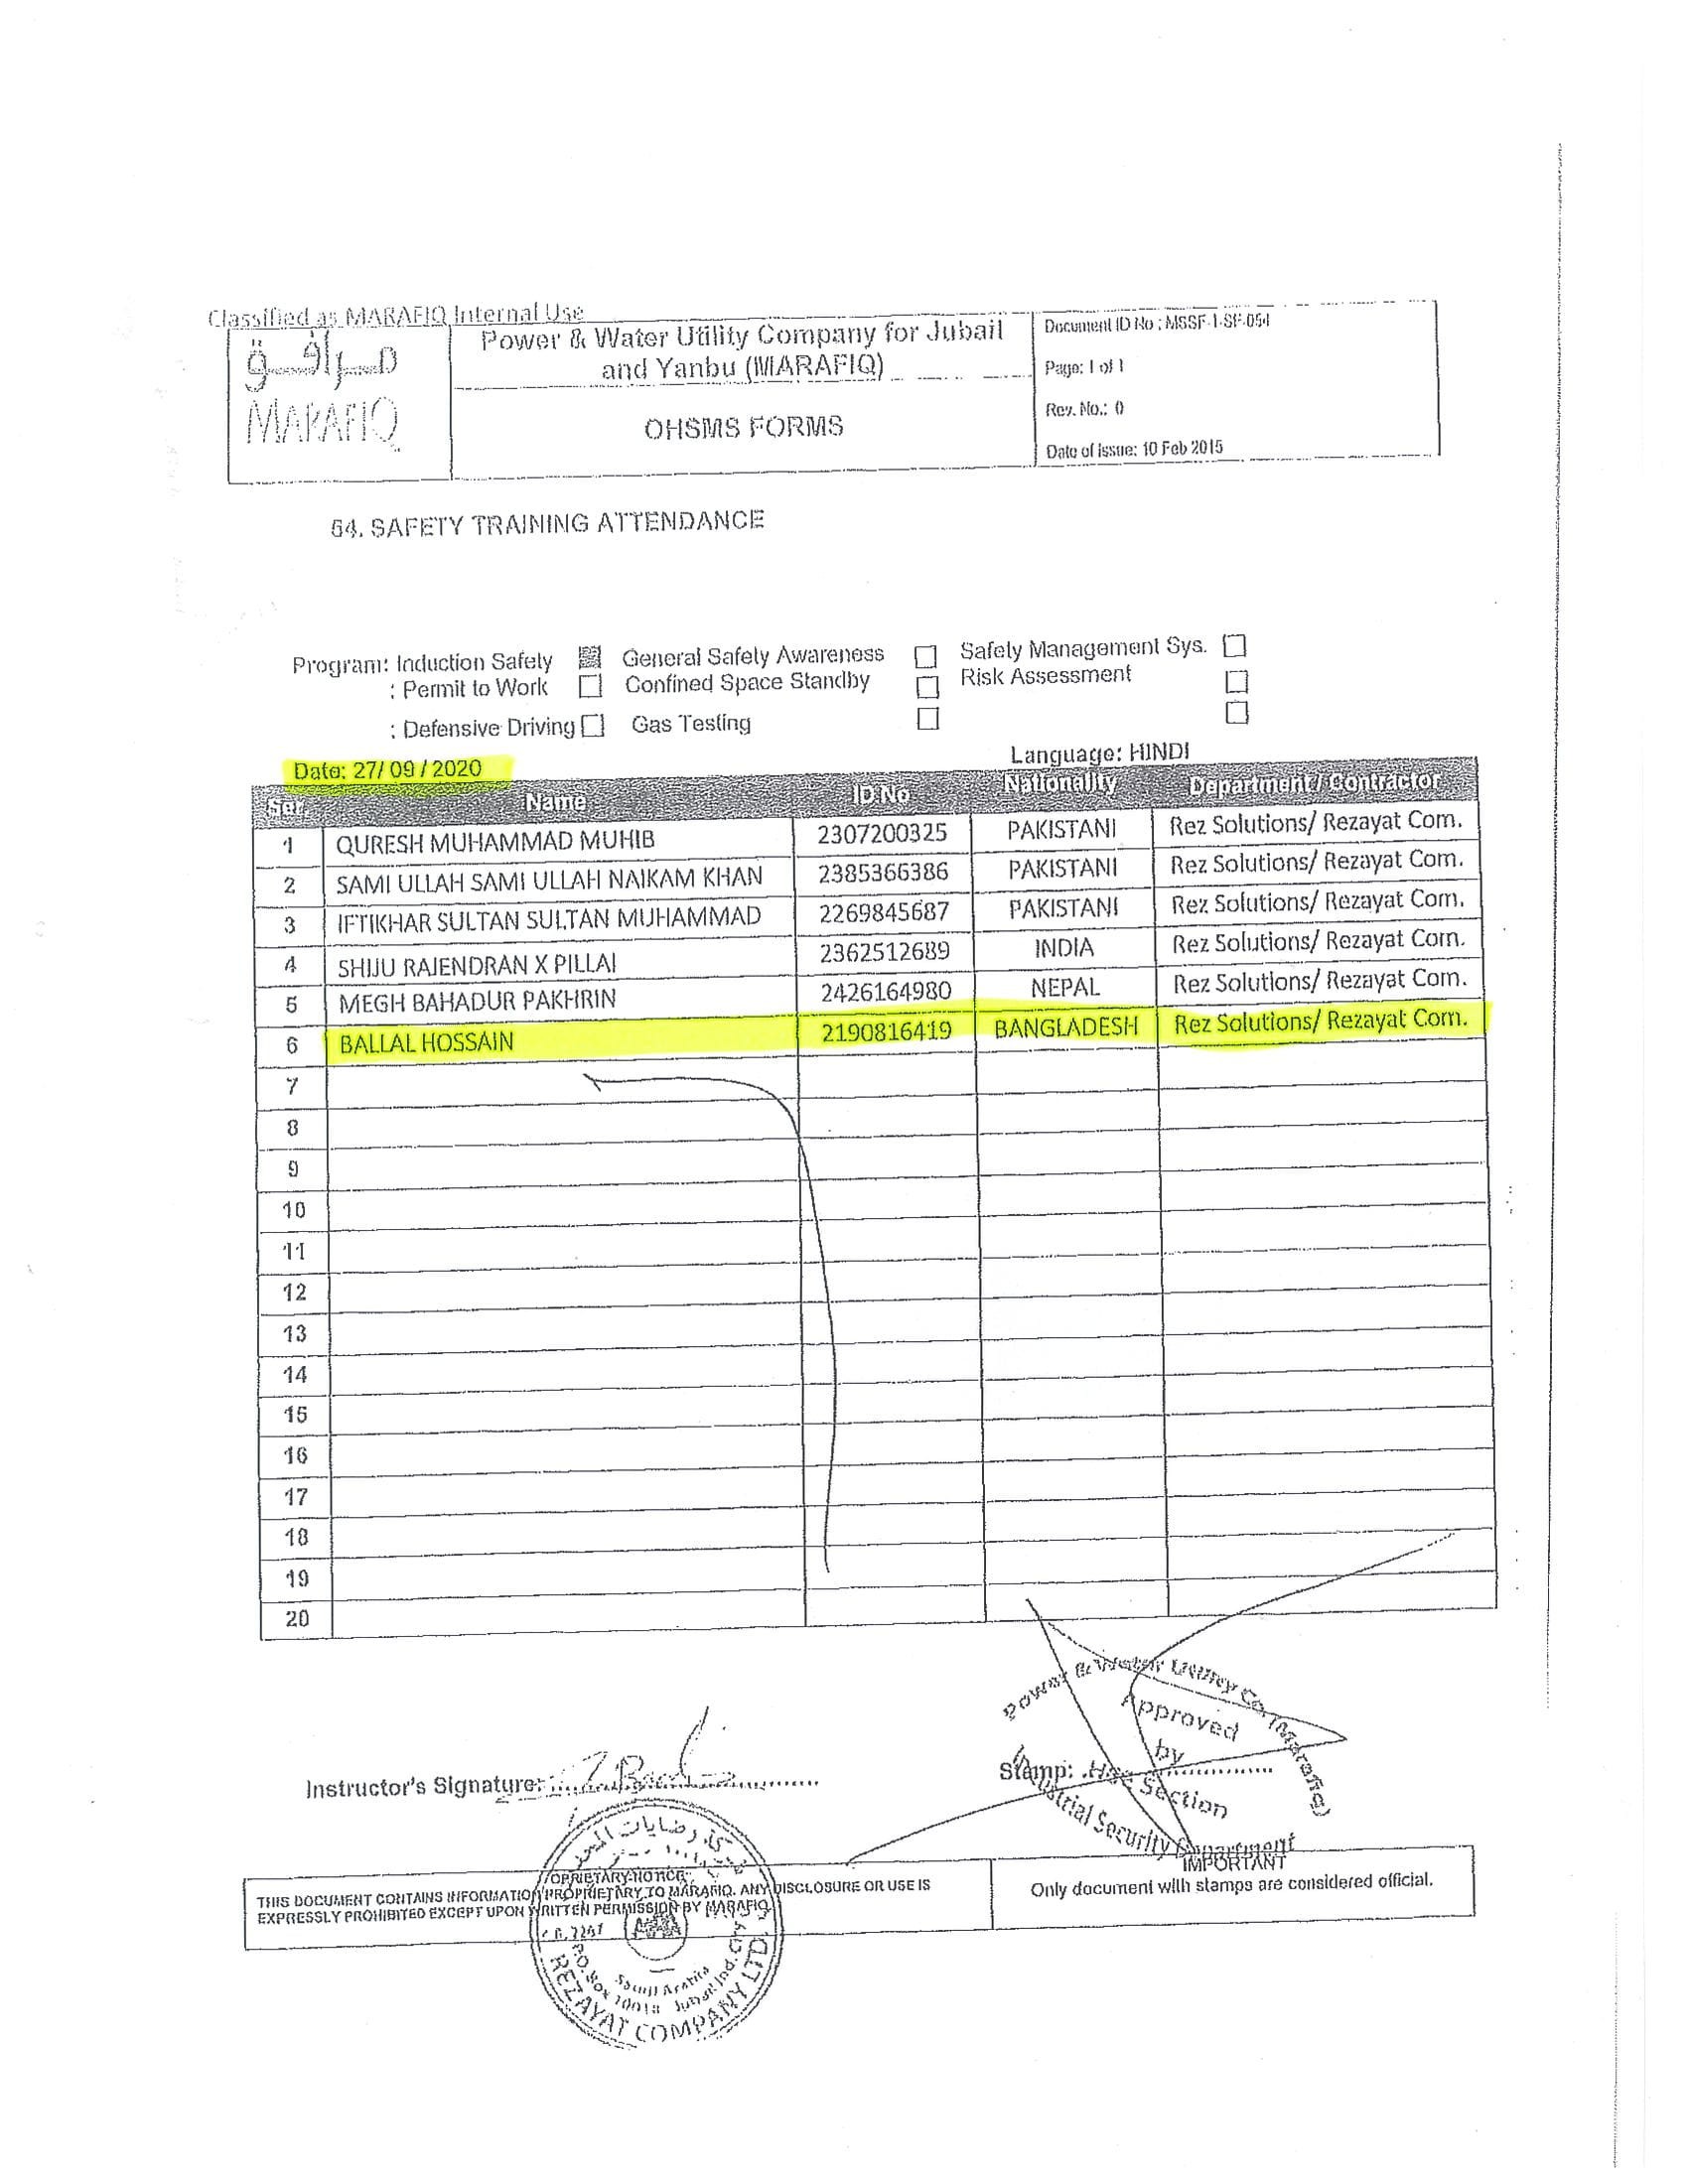 Classified as MARAFIQ Internal Use
مرافق
MARAFIQ
Power & Water Utility Company for Jubail
and Yanbu (MARAFIQ)
OHSMS FORMS
Document ID No : MSSF-1-SF-054
Page: 1 of 1
Rev. No.: 0
Date of Issue: 10 Feb 2015
54. SAFETY TRAINING ATTENDANCE
Program: Induction Safety General Safety Awareness Safety Management Sys.
: Permit to Work Confined Space Standby Risk Assessment
: Defensive Driving Gas Testing
Date: 27/ 09 / 2020
Language: HINDI
Ser Name ID No Nationality Department/ Contractor
1 QURESH MUHAMMAD MUHIB 2307200325 PAKISTANI Rez Solutions/ Rezayat Com.
2 SAMI ULLAH SAMI ULLAH NAIKAM KHAN 2385366386 PAKISTANI Rez Solutions/ Rezayat Com.
3 IFTIKHAR SULTAN SULTAN MUHAMMAD 2269845687 PAKISTANI Rez Solutions/ Rezayat Com.
4 SHIJU RAJENDRAN X PILLAI 2362512689 INDIA Rez Solutions/ Rezayat Com.
5 MEGH BAHADUR PAKHRIN 2426164980 NEPAL Rez Solutions/ Rezayat Com.
6 BALLAL HOSSAIN 2190816419 BANGLADESH Rez Solutions/ Rezayat Com.
7
8
9
10
11
12
13
14
15
16
17
18
19
20
Instructor's Signature:
Stamp:
Power & Water Utility Co. (Marafiq)
Approved
by
Section
Industrial Security Department
PROPRIETARY NOTICE
THIS DOCUMENT CONTAINS INFORMATION PROPRIETARY TO MARAFIQ. ANY DISCLOSURE OR USE IS
EXPRESSLY PROHIBITED EXCEPT UPON WRITTEN PERMISSION BY MARAFIQ
IMPORTANT
Only document with stamps are considered official.
شركة رضايات
Saudi Arabia
P.O. Box 10018 Jubail Ind. City
REZAYAT COMPANY LTD.